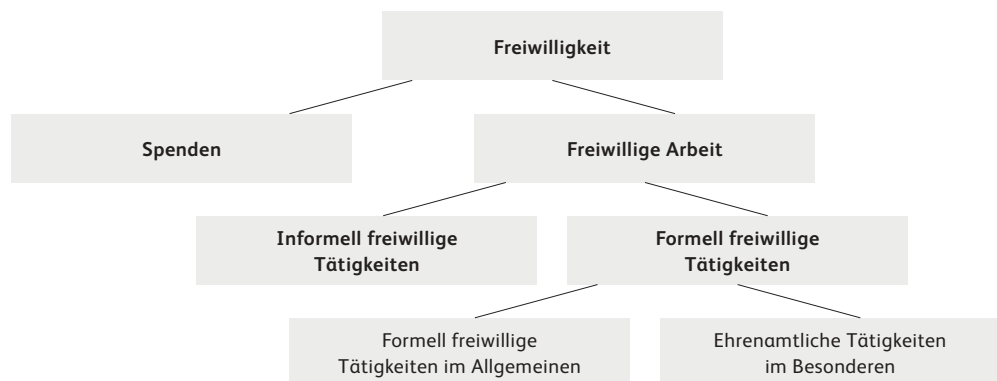 Freiwilligkeit
Spenden
Freiwillige Arbeit
Informell freiwillige
Tätigkeiten
Formell freiwillige
Tätigkeiten
Formell freiwillige
Tätigkeiten im Allgemeinen
Ehrenamtliche Tätigkeiten
im Besonderen